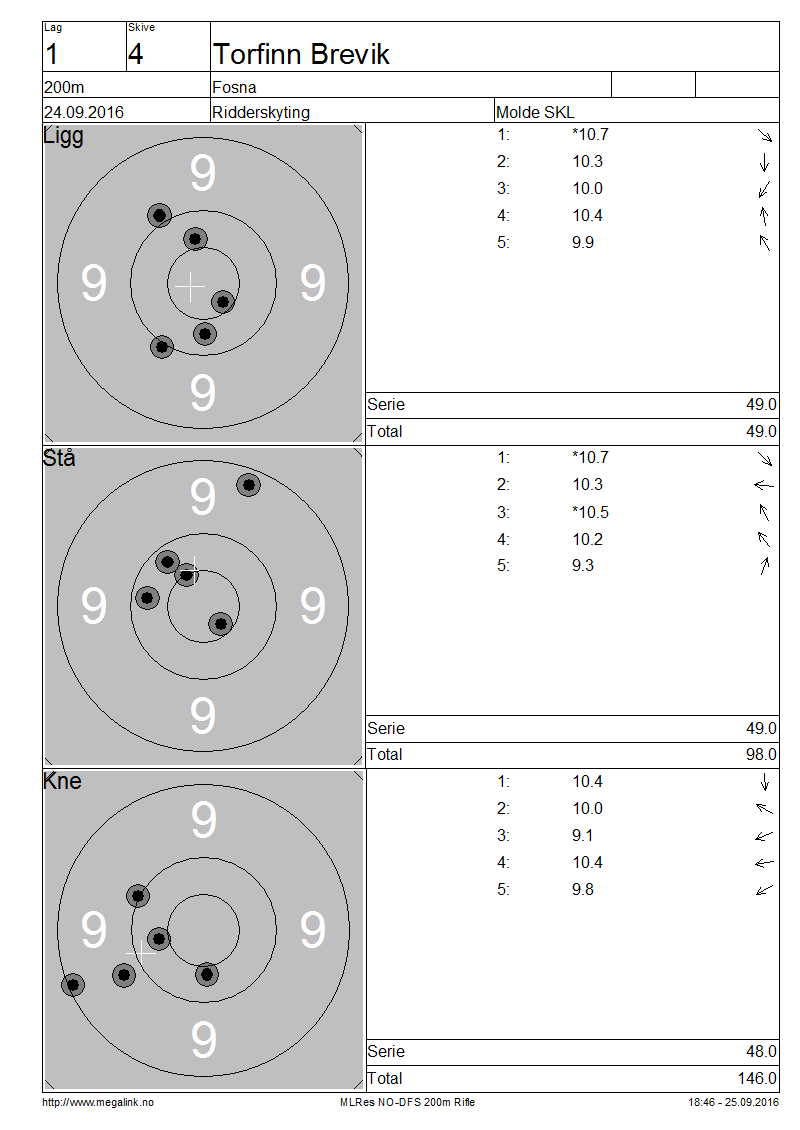 Lag Skive
1 4 Torfinn Brevik
200m Fosna
24.09.2016 Ridderskyting Molde SKL
Ligg
9
9 9
9
1: *10.7
2: 10.3
3: 10.0
4: 10.4
5: 9.9
Serie 49.0
Total 49.0
Stå
9
9 9
9
1: *10.7
2: 10.3
3: *10.5
4: 10.2
5: 9.3
Serie 49.0
Total 98.0
Kne
9
9 9
9
1: 10.4
2: 10.0
3: 9.1
4: 10.4
5: 9.8
Serie 48.0
Total 146.0
http://www.megalink.no MLRes NO-DFS 200m Rifle 18:46 - 25.09.2016